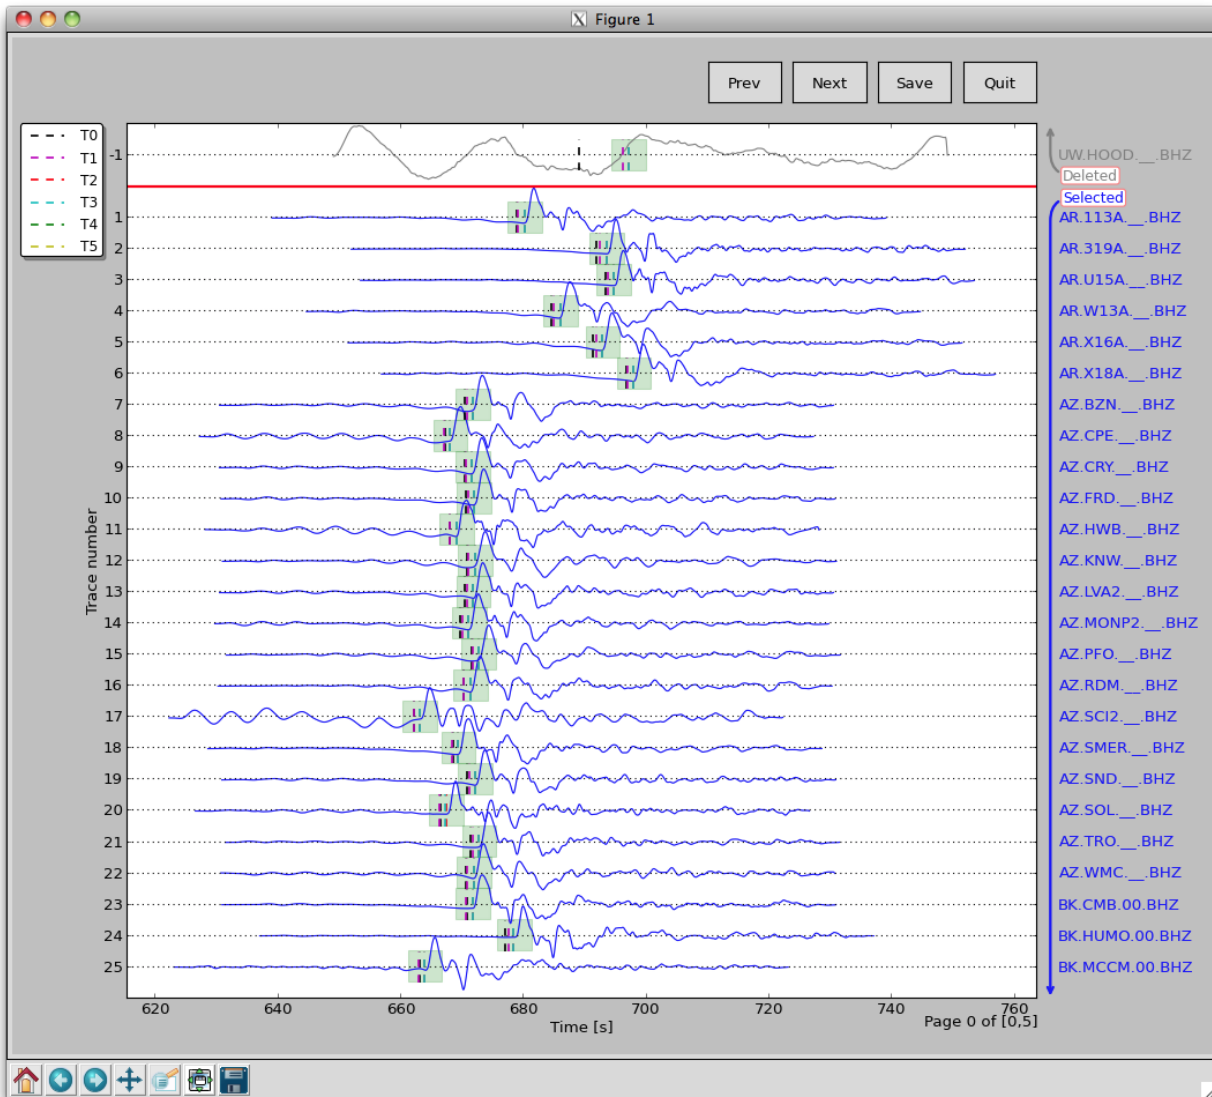 Figure 1
Prev Next Save Quit
T0
T1
T2
T3
T4
T5
-1 UW.HOOD.__.BHZ
Deleted
Selected
1 AR.113A.__.BHZ
2 AR.319A.__.BHZ
3 AR.U15A.__.BHZ
4 AR.W13A.__.BHZ
5 AR.X16A.__.BHZ
6 AR.X18A.__.BHZ
7 AZ.BZN.__.BHZ
8 AZ.CPE.__.BHZ
9 AZ.CRY.__.BHZ
10 AZ.FRD.__.BHZ
11 AZ.HWB.__.BHZ
12 AZ.KNW.__.BHZ
13 AZ.LVA2.__.BHZ
14 AZ.MONP2.__.BHZ
15 AZ.PFO.__.BHZ
16 AZ.RDM.__.BHZ
17 AZ.SCI2.__.BHZ
18 AZ.SMER.__.BHZ
19 AZ.SND.__.BHZ
20 AZ.SOL.__.BHZ
21 AZ.TRO.__.BHZ
22 AZ.WMC.__.BHZ
23 BK.CMB.00.BHZ
24 BK.HUMO.00.BHZ
25 BK.MCCM.00.BHZ
Trace number
620 640 660 680 700 720 740 760
Time [s]
Page 0 of [0,5]